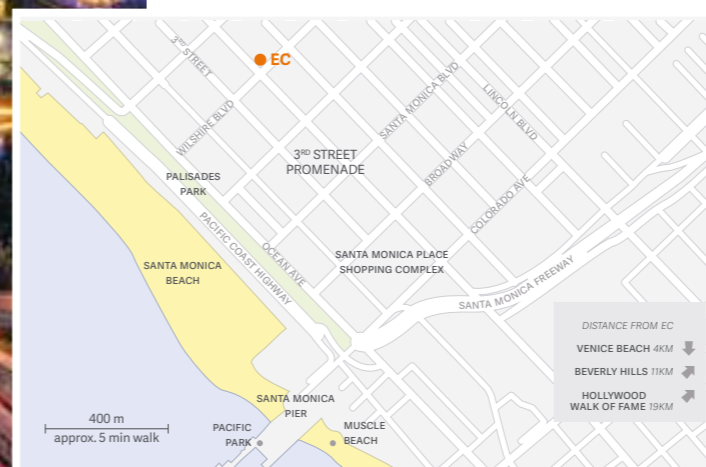 3RD STREET
EC
SANTA MONICA BLVD
LINCOLN BLVD
WILSHIRE BLVD
3RD STREET
PROMENADE
BROADWAY
PALISADES
PARK
COLORADO AVE
PACIFIC COAST HIGHWAY
OCEAN AVE
SANTA MONICA PLACE
SHOPPING COMPLEX
SANTA MONICA
BEACH
SANTA MONICA FREEWAY
DISTANCE FROM EC
VENICE BEACH 4KM
BEVERLY HILLS 11KM
HOLLYWOOD
WALK OF FAME 19KM
SANTA MONICA
PIER
400 m
approx. 5 min walk
PACIFIC
PARK
MUSCLE
BEACH